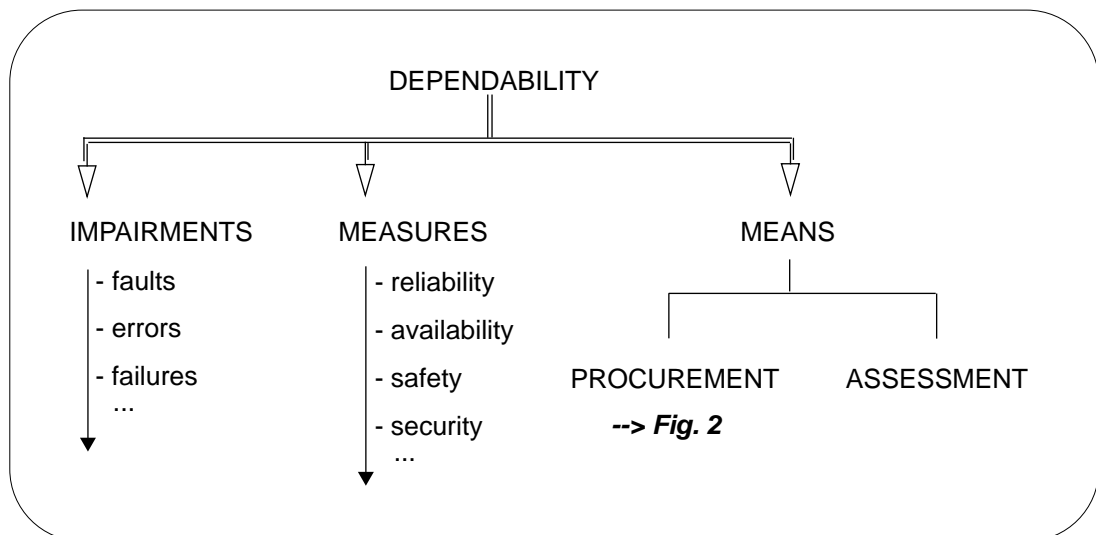 DEPENDABILITY
IMPAIRMENTS MEASURES MEANS
- faults - reliability
- errors - availability
- failures - safety PROCUREMENT ASSESSMENT
... - security --> Fig. 2
...